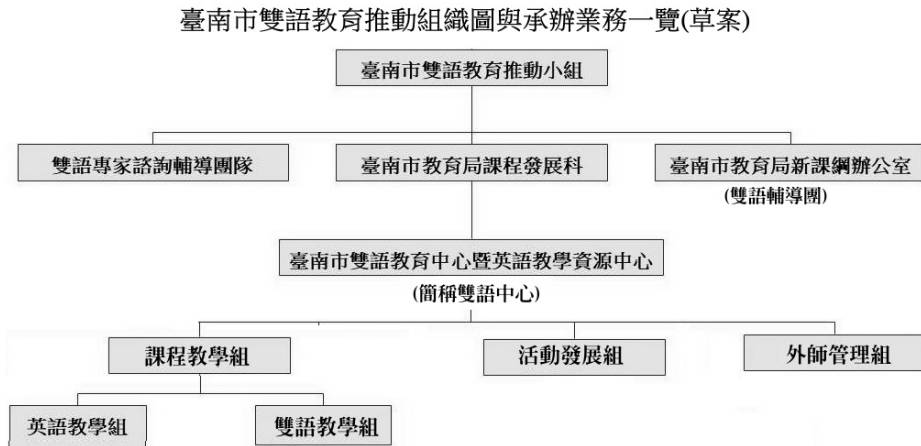 臺南市雙語教育推動組織圖與承辦業務一覽(草案)
臺南市雙語教育推動小組
雙語專家諮詢輔導團隊
臺南市教育局課程發展科
臺南市教育局新課綱辦公室
(雙語輔導團)
臺南市雙語教育中心暨英語教學資源中心
(簡稱雙語中心)
課程教學組
活動發展組
外師管理組
英語教學組
雙語教學組